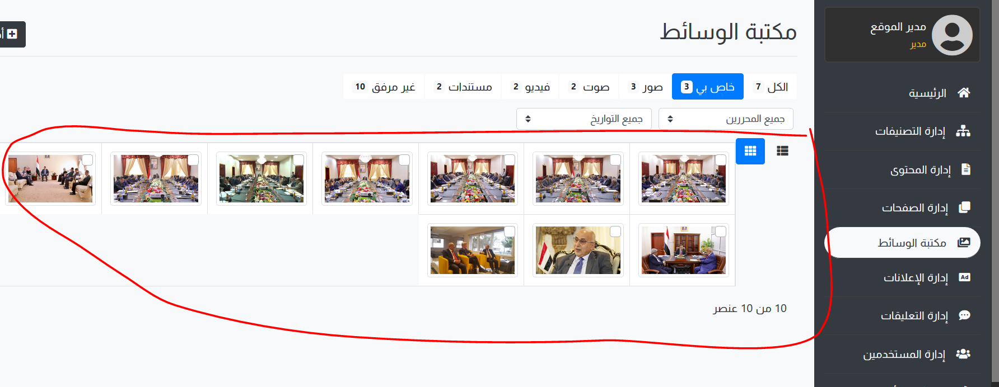 مدير الموقع
مدير
الرئيسية
إدارة التصنيفات
إدارة المحتوى
إدارة الصفحات
مكتبة الوسائط
Ad إدارة الإعلانات
إدارة التعليقات
إدارة المستخدمين
مكتبة الوسائط
الكل 7 خاص بي 3 صور 3 صوت 2 فيديو 2 مستندات 2 غير مرفق 10
جميع المحررين جميع التواريخ
10 من 10 عنصر